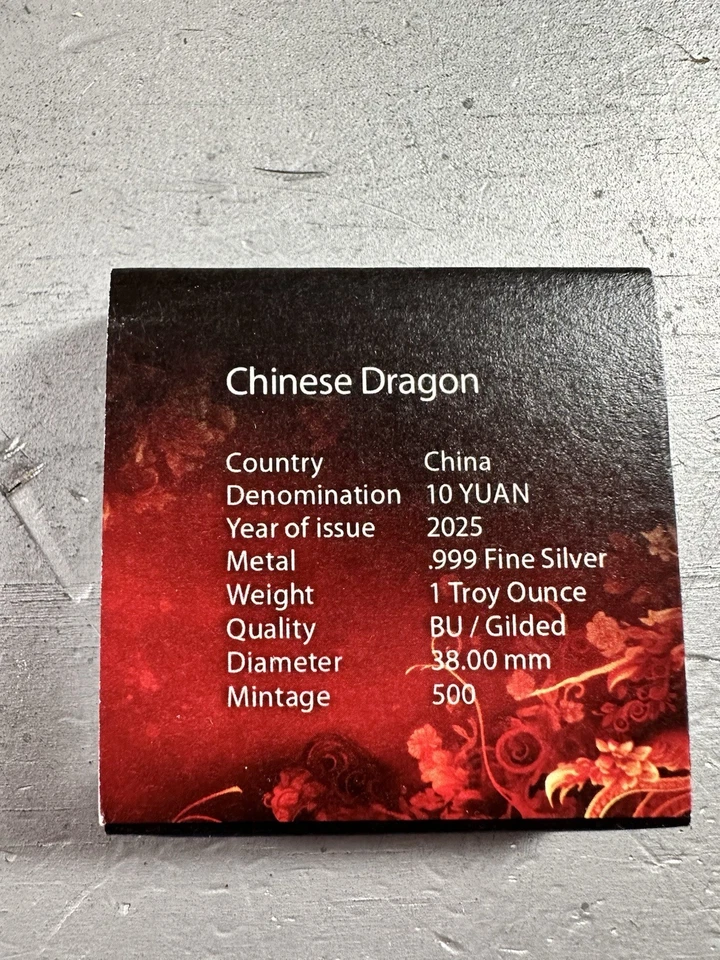 Chinese Dragon
Country China
Denomination 10 YUAN
Year of issue 2025
Metal .999 Fine Silver
Weight 1 Troy Ounce
Quality BU / Gilded
Diameter 38.00 mm
Mintage 500